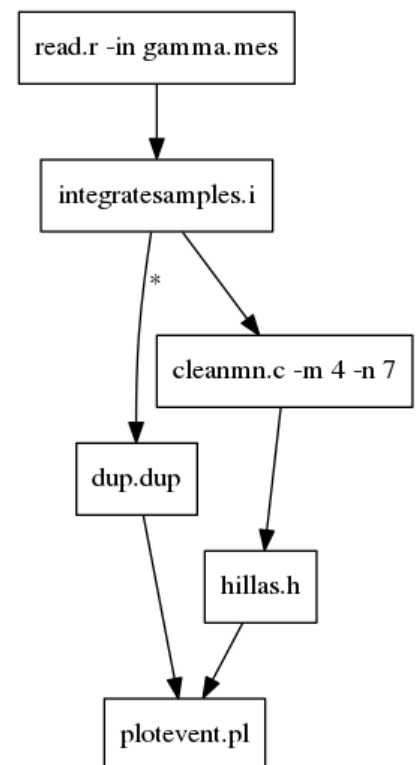 read.r -in gamma.mes
integratesamples.i
*
cleanmn.c -m 4 -n 7
dup.dup
hillas.h
plotevent.pl